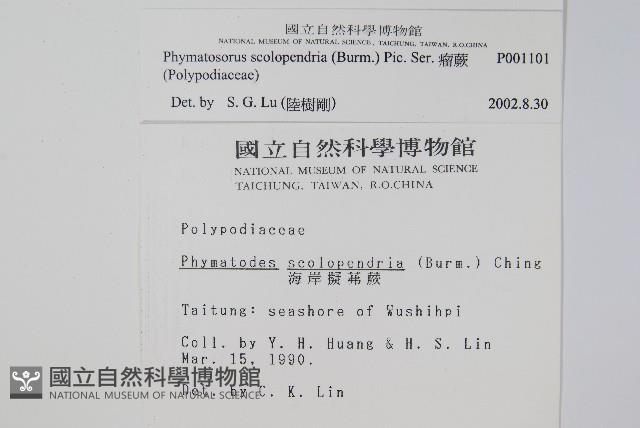 國立自然科學博物館
NATIONAL MUSEUM OF NATURAL SCIENCE, TAICHUNG, TAIWAN, R.O.CHINA
Phymatosorus scolopendria (Burm.) Pic. Ser. 瘤蕨 P001101
(Polypodiaceae)
Det. by S. G. Lu (陸樹剛) 2002.8.30
國立自然科學博物館
NATIONAL MUSEUM OF NATURAL SCIENCE
TAICHUNG, TAIWAN, R.O.CHINA
Polypodiaceae
Phymatodes scolopendria (Burm.) Ching
海岸擬茀蕨
Taitung: seashore of Wushihpi
Coll. by Y. H. Huang & H. S. Lin
Mar. 15, 1990.
Det. by C. K. Lin
國立自然科學博物館
NATIONAL MUSEUM OF NATURAL SCIENCE